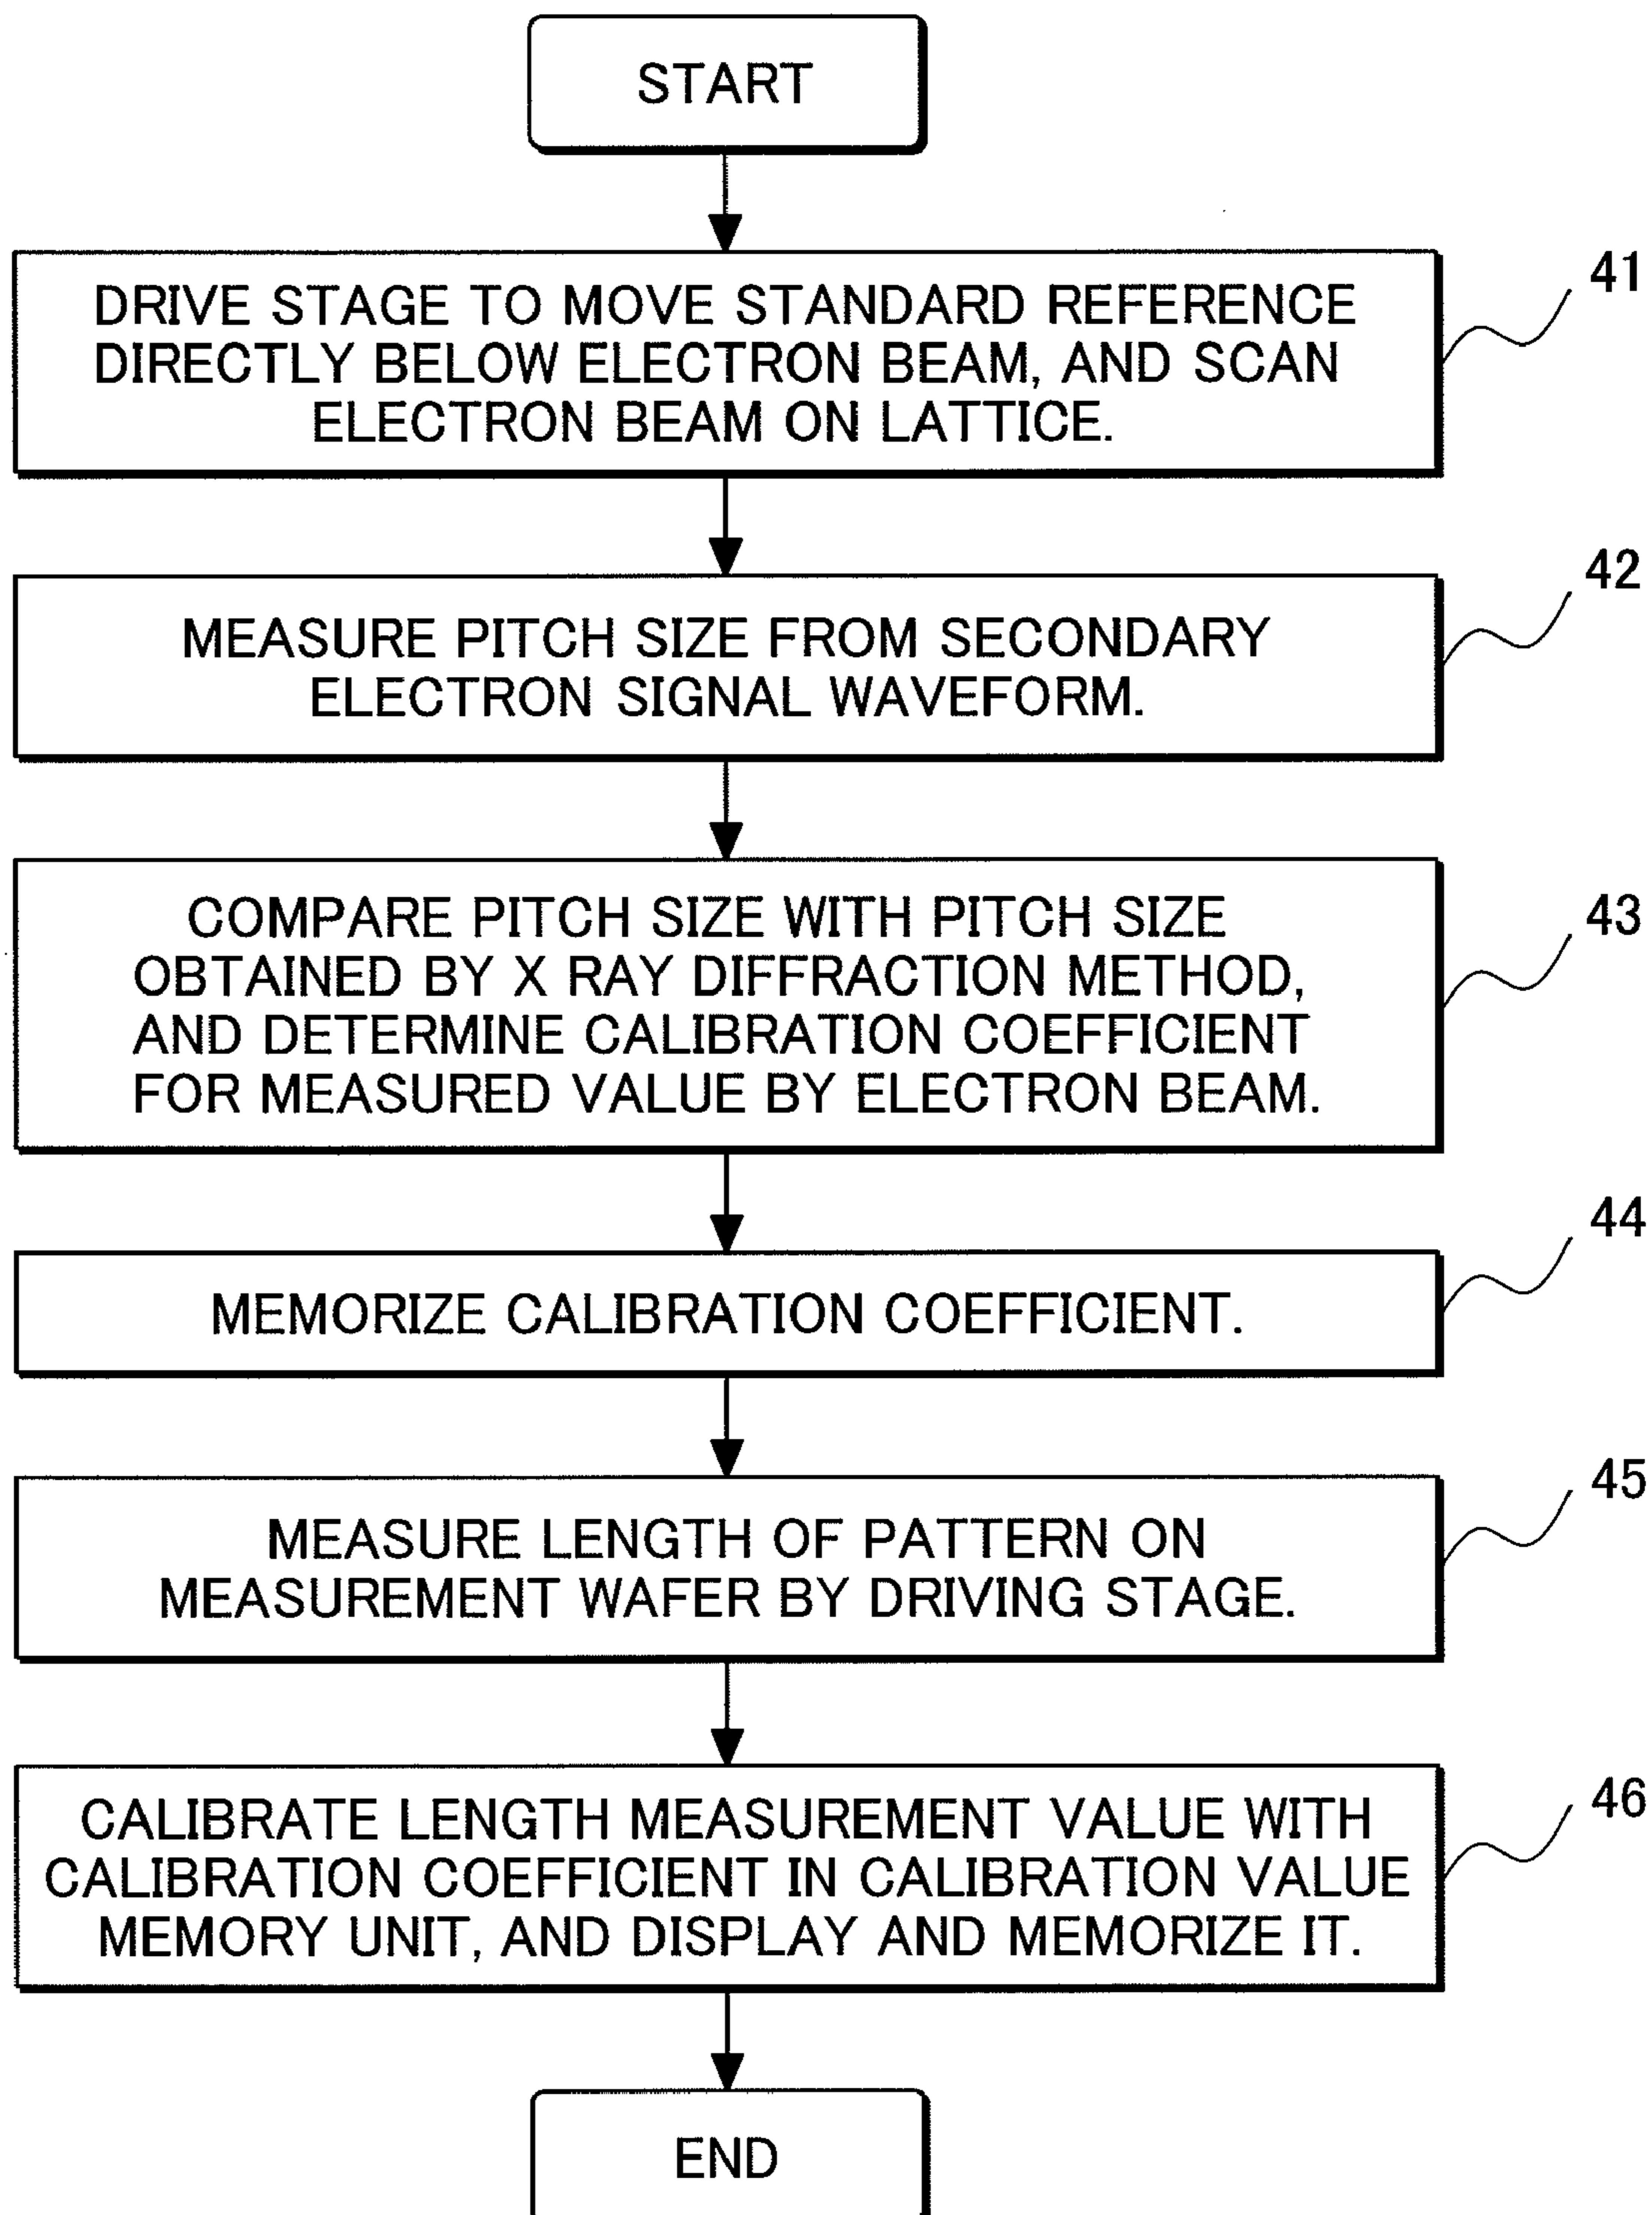 START
DRIVE STAGE TO MOVE STANDARD REFERENCE
DIRECTLY BELOW ELECTRON BEAM, AND SCAN
ELECTRON BEAM ON LATTICE.
41
MEASURE PITCH SIZE FROM SECONDARY
ELECTRON SIGNAL WAVEFORM.
42
COMPARE PITCH SIZE WITH PITCH SIZE
OBTAINED BY X RAY DIFFRACTION METHOD,
AND DETERMINE CALIBRATION COEFFICIENT
FOR MEASURED VALUE BY ELECTRON BEAM.
43
MEMORIZE CALIBRATION COEFFICIENT.
44
MEASURE LENGTH OF PATTERN ON
MEASUREMENT WAFER BY DRIVING STAGE.
45
CALIBRATE LENGTH MEASUREMENT VALUE WITH
CALIBRATION COEFFICIENT IN CALIBRATION VALUE
MEMORY UNIT, AND DISPLAY AND MEMORIZE IT.
46
END